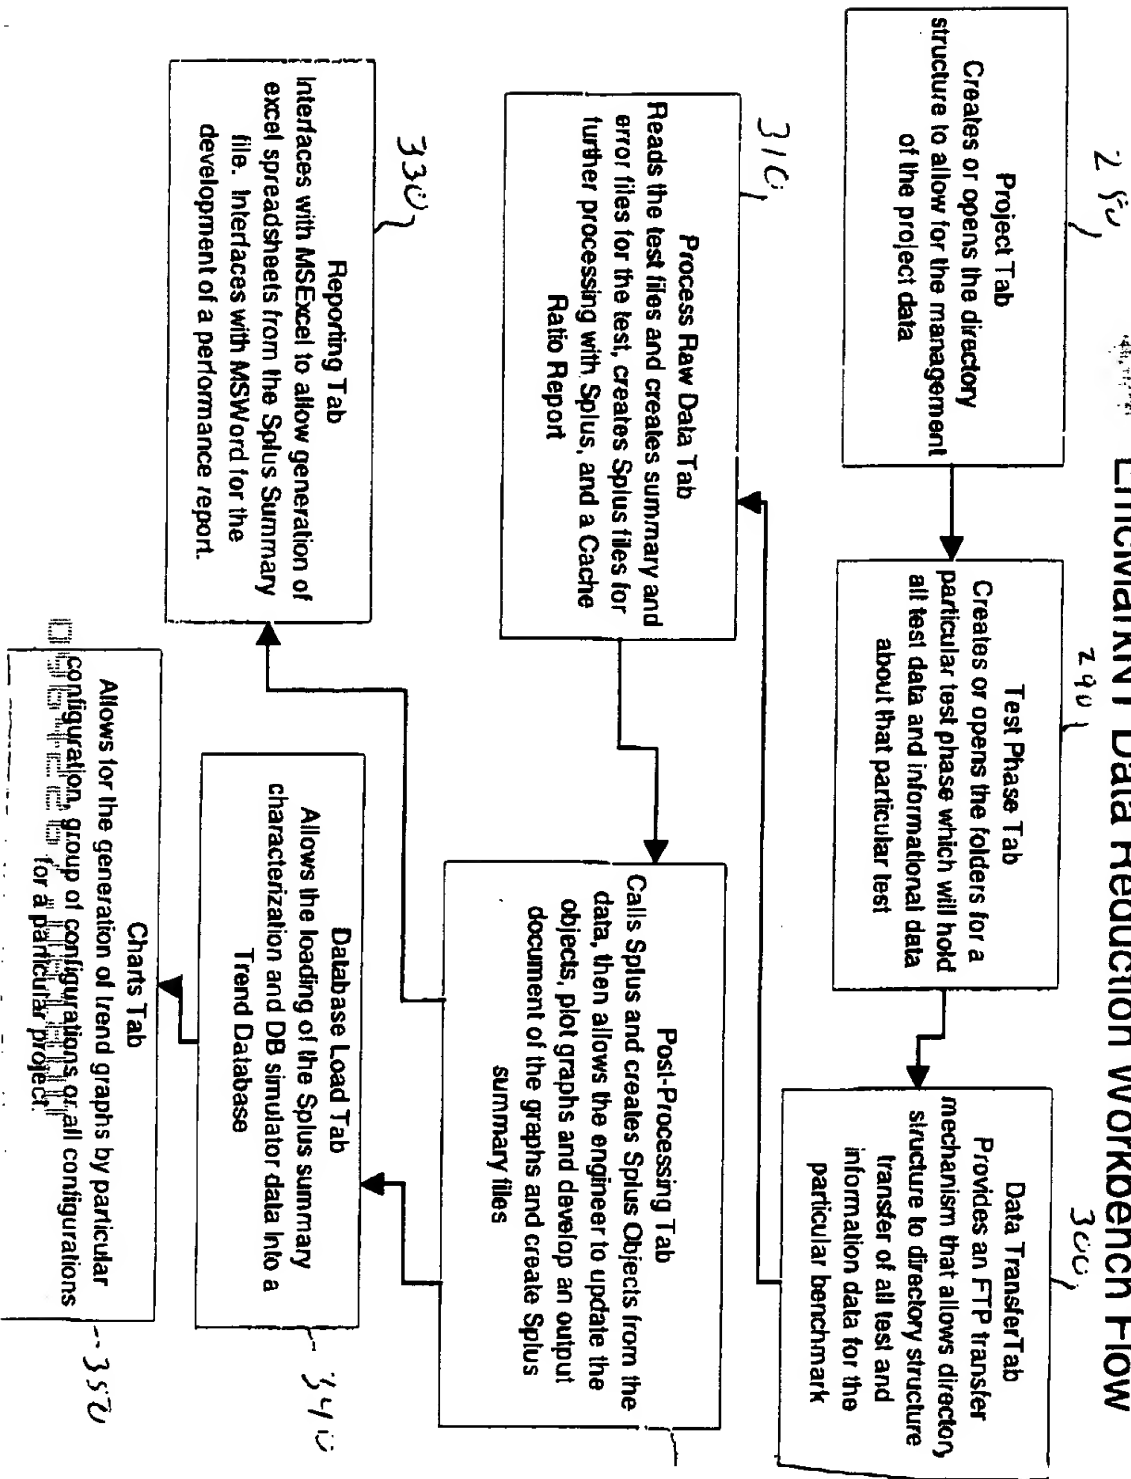 Data Reduction Workbench Flow
280
Project Tab
Creates or opens the directory
structure to allow for the management
of the project data
290
Test Phase Tab
Creates or opens the folders for a
particular test phase which will hold
all test data and informational data
about that particular test
300
Data TransferTab
Provides an FTP transfer
mechanism that allows directory
structure to directory structure
transfer of all test and
information data for the
particular benchmark
310
Process Raw Data Tab
Reads the test files and creates summary and
error files for the test, creates Splus files for
further processing with Splus, and a Cache
Ratio Report
Post-Processing Tab
Calls Splus and creates Splus Objects from the
data, then allows the engineer to update the
objects, plot graphs and develop an output
document of the graphs and create Splus
summary files
330
Reporting Tab
Interfaces with MSExcel to allow generation of
excel spreadsheets from the Splus Summary
file. Interfaces with MSWord for the
development of a performance report.
Database Load Tab
Allows the loading of the Splus summary
characterization and DB simulator data into a
Trend Database
340
Charts Tab
Allows for the generation of trend graphs by particular
configuration, group of configurations or all configurations
for a particular project.
350